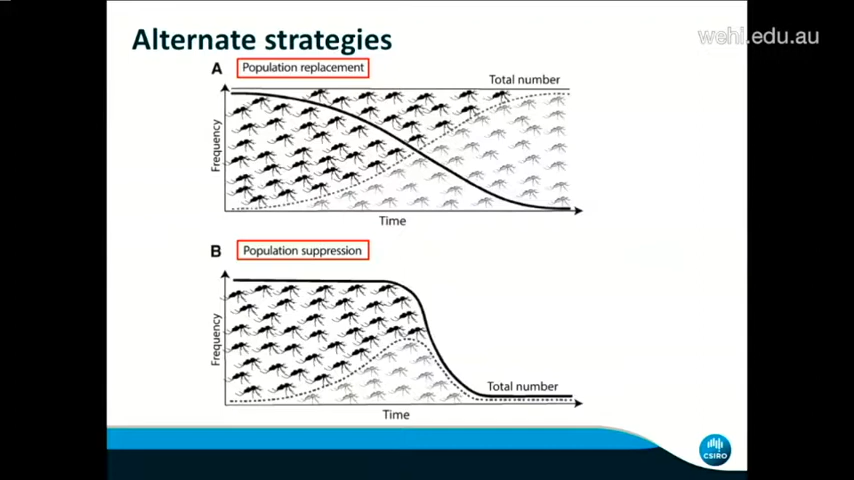 wehi.edu.au
Alternate strategies
A
Population replacement
Total number
Frequency
Time
B
Population suppression
Frequency
Total number
Time
CSIRO